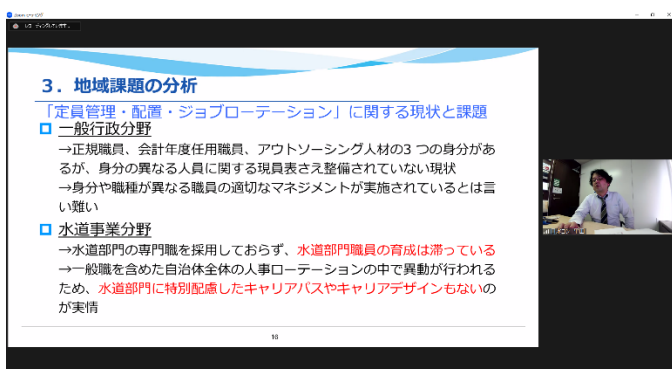 3．地域課題の分析
「定員管理・配置・ジョブローテーション」に関する現状と課題
一般行政分野
→正規職員、会計年度任用職員、アウトソーシング人材の3 つの身分があ
るが、身分の異なる人員に関する現員表さえ整備されていない現状
→身分や職種が異なる職員の適切なマネジメントが実施されているとは言
い難い
水道事業分野
→水道部門の専門職を採用しておらず、水道部門職員の育成は滞っている
→一般職を含めた自治体全体の人事ローテーションの中で異動が行われる
ため、水道部門に特別配慮したキャリアパスやキャリアデザインもないの
が実情
16